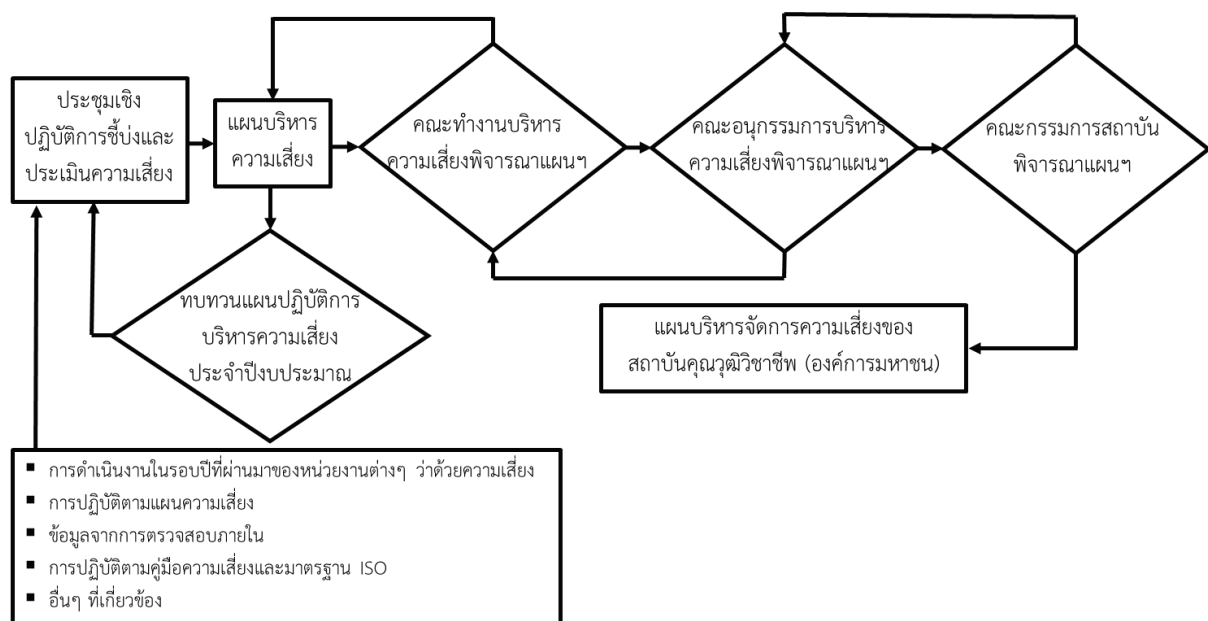 ประชุมเชิง
ปฏิบัติการชี้บ่งและ
ประเมินความเสี่ยง
แผนบริหาร
ความเสี่ยง
คณะทำงานบริหาร
ความเสี่ยงพิจารณาแผนฯ
คณะอนุกรรมการบริหาร
ความเสี่ยงพิจารณาแผนฯ
คณะกรรมการสถาบัน
พิจารณาแผนฯ
ทบทวนแผนปฏิบัติการ
บริหารความเสี่ยง
ประจำปีงบประมาณ
แผนบริหารจัดการความเสี่ยงของ
สถาบันคุณวุฒิวิชาชีพ (องค์การมหาชน)
▪ การดำเนินงานในรอบปีที่ผ่านมาของหน่วยงานต่างๆ ว่าด้วยความเสี่ยง
▪ การปฏิบัติตามแผนความเสี่ยง
▪ ข้อมูลจากการตรวจสอบภายใน
▪ การปฏิบัติตามคู่มือความเสี่ยงและมาตรฐาน ISO
▪ อื่นๆ ที่เกี่ยวข้อง